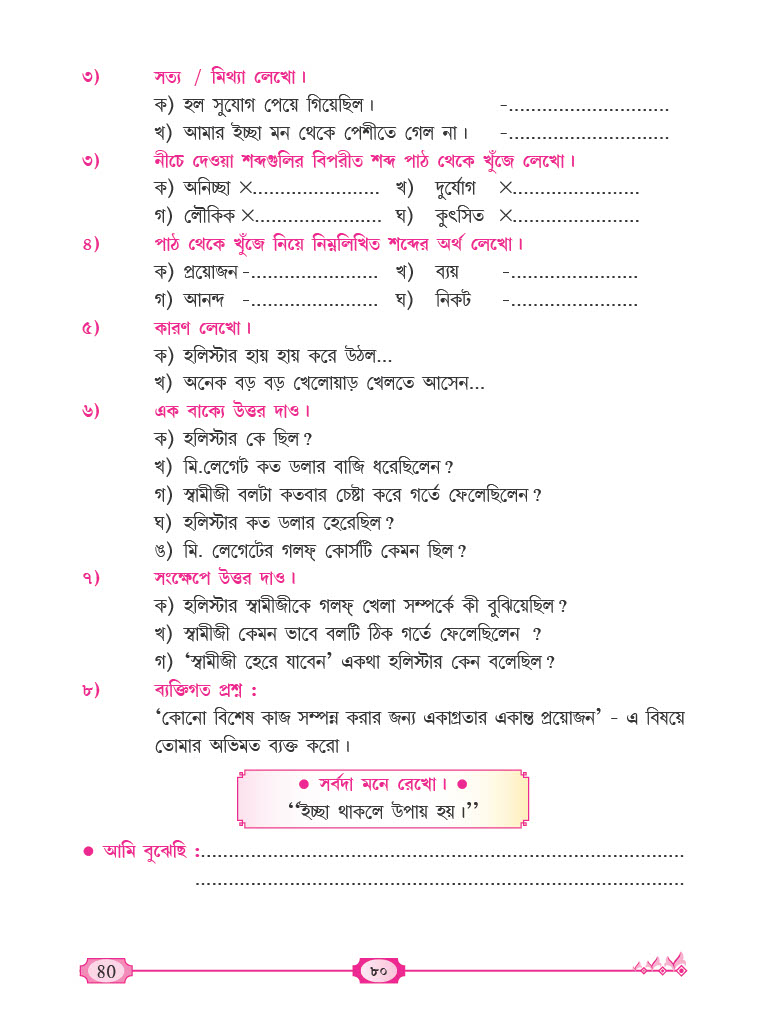 ৩) সত্য / মিথ্যা লেখো।
ক) হল সুযোগ পেয়ে গিয়েছিল। -.............................
খ) আমার ইচ্ছা মন থেকে পেশীতে গেল না। -.............................
৩) নীচে দেওয়া শব্দগুলির বিপরীত শব্দ পাঠ থেকে খুঁজে লেখো।
ক) অনিচ্ছা ×....................... খ) দুর্যোগ ×.......................
গ) লৌকিক ×....................... ঘ) কুৎসিত ×.......................
৪) পাঠ থেকে খুঁজে নিয়ে নিম্নলিখিত শব্দের অর্থ লেখো।
ক) প্রয়োজন -....................... খ) ব্যয় -.......................
গ) আনন্দ -....................... ঘ) নিকট -.......................
৫) কারণ লেখো।
ক) হলিস্টার হায় হায় করে উঠল...
খ) অনেক বড় বড় খেলোয়াড় খেলতে আসেন...
৬) এক বাক্যে উত্তর দাও।
ক) হলিস্টার কে ছিল?
খ) মি.লেগেট কত ডলার বাজি ধরেছিলেন?
গ) স্বামীজী বলটা কতবার চেষ্টা করে গর্তে ফেলেছিলেন?
ঘ) হলিস্টার কত ডলার হেরেছিল?
ঙ) মি. লেগেটের গলফ্ কোর্সটি কেমন ছিল?
৭) সংক্ষেপে উত্তর দাও।
ক) হলিস্টার স্বামীজীকে গলফ্ খেলা সম্পর্কে কী বুঝিয়েছিল?
খ) স্বামীজী কেমন ভাবে বলটি ঠিক গর্তে ফেলেছিলেন ?
গ) ‘স্বামীজী হেরে যাবেন’ একথা হলিস্টার কেন বলেছিল?
৮) ব্যক্তিগত প্রশ্ন :
‘কোনো বিশেষ কাজ সম্পন্ন করার জন্য একাগ্রতার একান্ত প্রয়োজন’ - এ বিষয়ে
তোমার অভিমত ব্যক্ত করো।
● সর্বদা মনে রেখো। ●
‘‘ইচ্ছা থাকলে উপায় হয়।’’
● আমি বুঝেছি :.......................................................................................
........................................................................................
80 ৮০